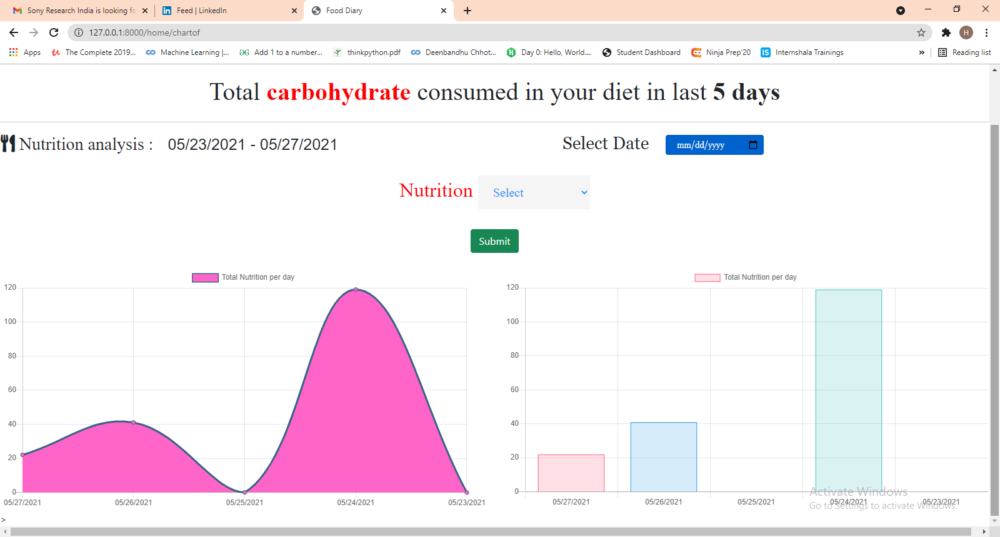 Sony Research India is looking fo
Feed | LinkedIn
Food Diary
127.0.0.1:8000/home/chartof
H
Apps
The Complete 2019...
Machine Learning |...
Add 1 to a number...
thinkpython.pdf
Deenbandhu Chhot...
Day 0: Hello, World....
Student Dashboard
Ninja Prep'20
IS Internshala Trainings
»
Reading list
Total carbohydrate consumed in your diet in last 5 days
Nutrition analysis : 05/23/2021 - 05/27/2021
Select Date mm/dd/yyyy
Nutrition Select
Submit
Total Nutrition per day
120
100
80
60
40
20
0
05/27/2021 05/26/2021 05/25/2021 05/24/2021 05/23/2021
Total Nutrition per day
120
100
80
60
40
20
0
05/27/2021 05/26/2021 05/25/2021 05/24/2021 05/23/2021
Activate Windows
Go to Settings to activate Windows.
>